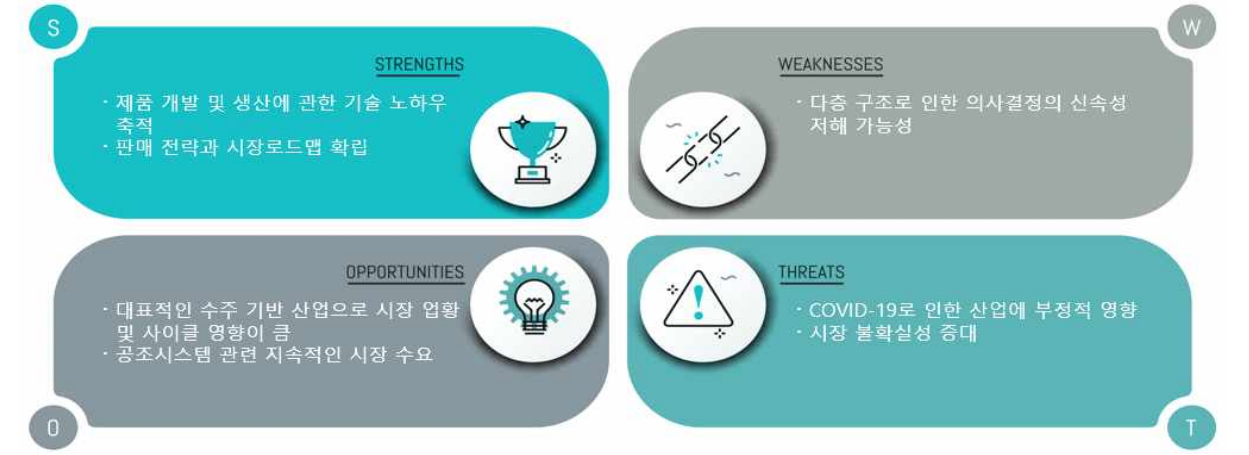 S
STRENGTHS
· 제품 개발 및 생산에 관한 기술 노하우
축적
· 판매 전략과 시장로드맵 확립
W
WEAKNESSES
· 다층 구조로 인한 의사결정의 신속성
저해 가능성
O
OPPORTUNITIES
· 대표적인 수주 기반 산업으로 시장 업황
및 사이클 영향이 큼
· 공조시스템 관련 지속적인 시장 수요
T
THREATS
· COVID-19로 인한 산업에 부정적 영향
· 시장 불확실성 증대